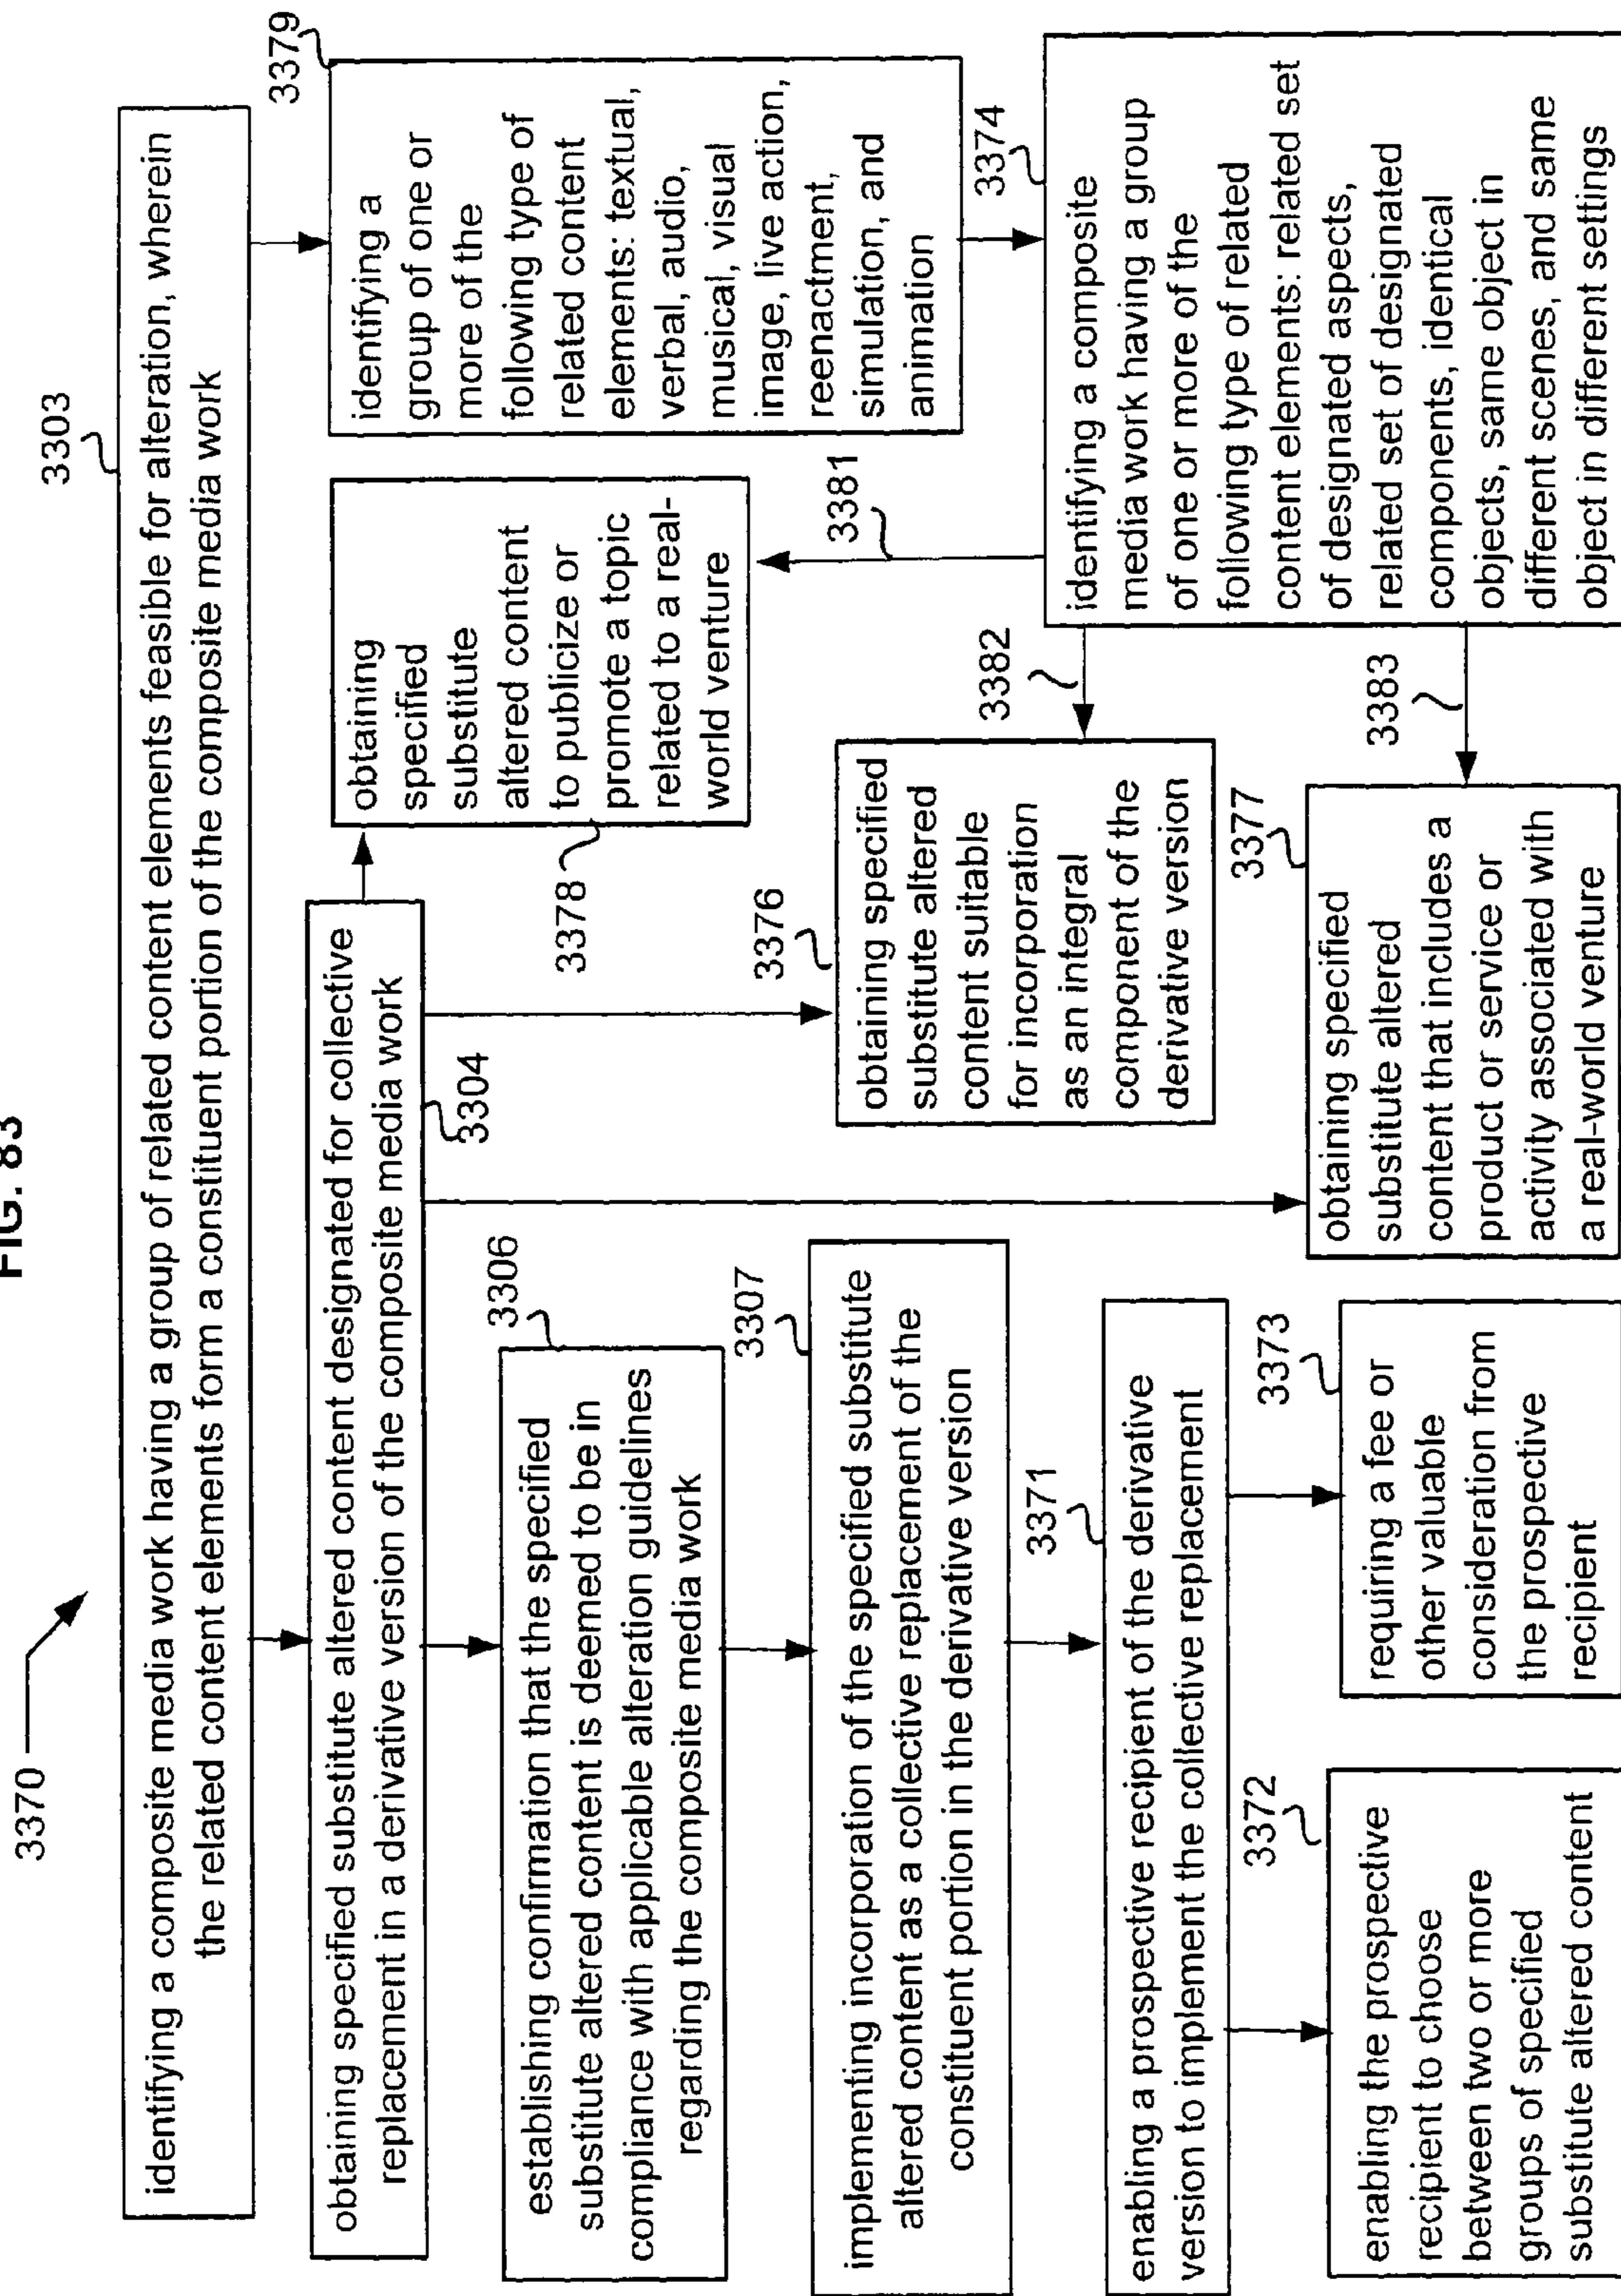 FIG. 83
3370
3303
identifying a composite media work having a group of related content elements feasible for alteration, wherein
the related content elements form a constituent portion of the composite media work
obtaining specified substitute altered content designated for collective
replacement in a derivative version of the composite media work
3304
3306
establishing confirmation that the specified
substitute altered content is deemed to be in
compliance with applicable alteration guidelines
regarding the composite media work
3307
implementing incorporation of the specified substitute
altered content as a collective replacement of the
constituent portion in the derivative version
3371
enabling a prospective recipient of the derivative
version to implement the collective replacement
3372
enabling the prospective
recipient to choose
between two or more
groups of specified
substitute altered content
3373
requiring a fee or
other valuable
consideration from
the prospective
recipient
obtaining
specified
substitute
altered content
to publicize or
promote a topic
related to a real-
world venture
3378
3376
obtaining specified
substitute altered
content suitable
for incorporation
as an integral
component of the
derivative version
3377
obtaining specified
substitute altered
content that includes a
product or service or
activity associated with
a real-world venture
3379
identifying a
group of one or
more of the
following type of
related content
elements: textual,
verbal, audio,
musical, visual
image, live action,
reenactment,
simulation, and
animation
3381
3382
3383
3374
identifying a composite
media work having a group
of one or more of the
following type of related
content elements: related set
of designated aspects,
related set of designated
components, identical
objects, same object in
different scenes, and same
object in different settings